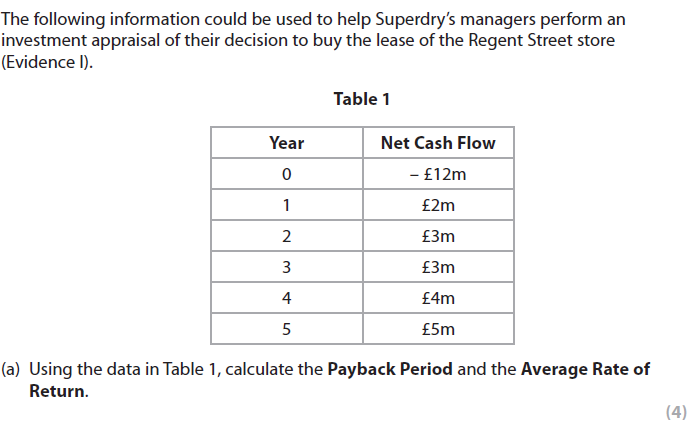 The following information could be used to help Superdry’s managers perform an
investment appraisal of their decision to buy the lease of the Regent Street store
(Evidence I).
Table 1
Year Net Cash Flow
0 – £12m
1 £2m
2 £3m
3 £3m
4 £4m
5 £5m
(a) Using the data in Table 1, calculate the Payback Period and the Average Rate of
Return.
(4)